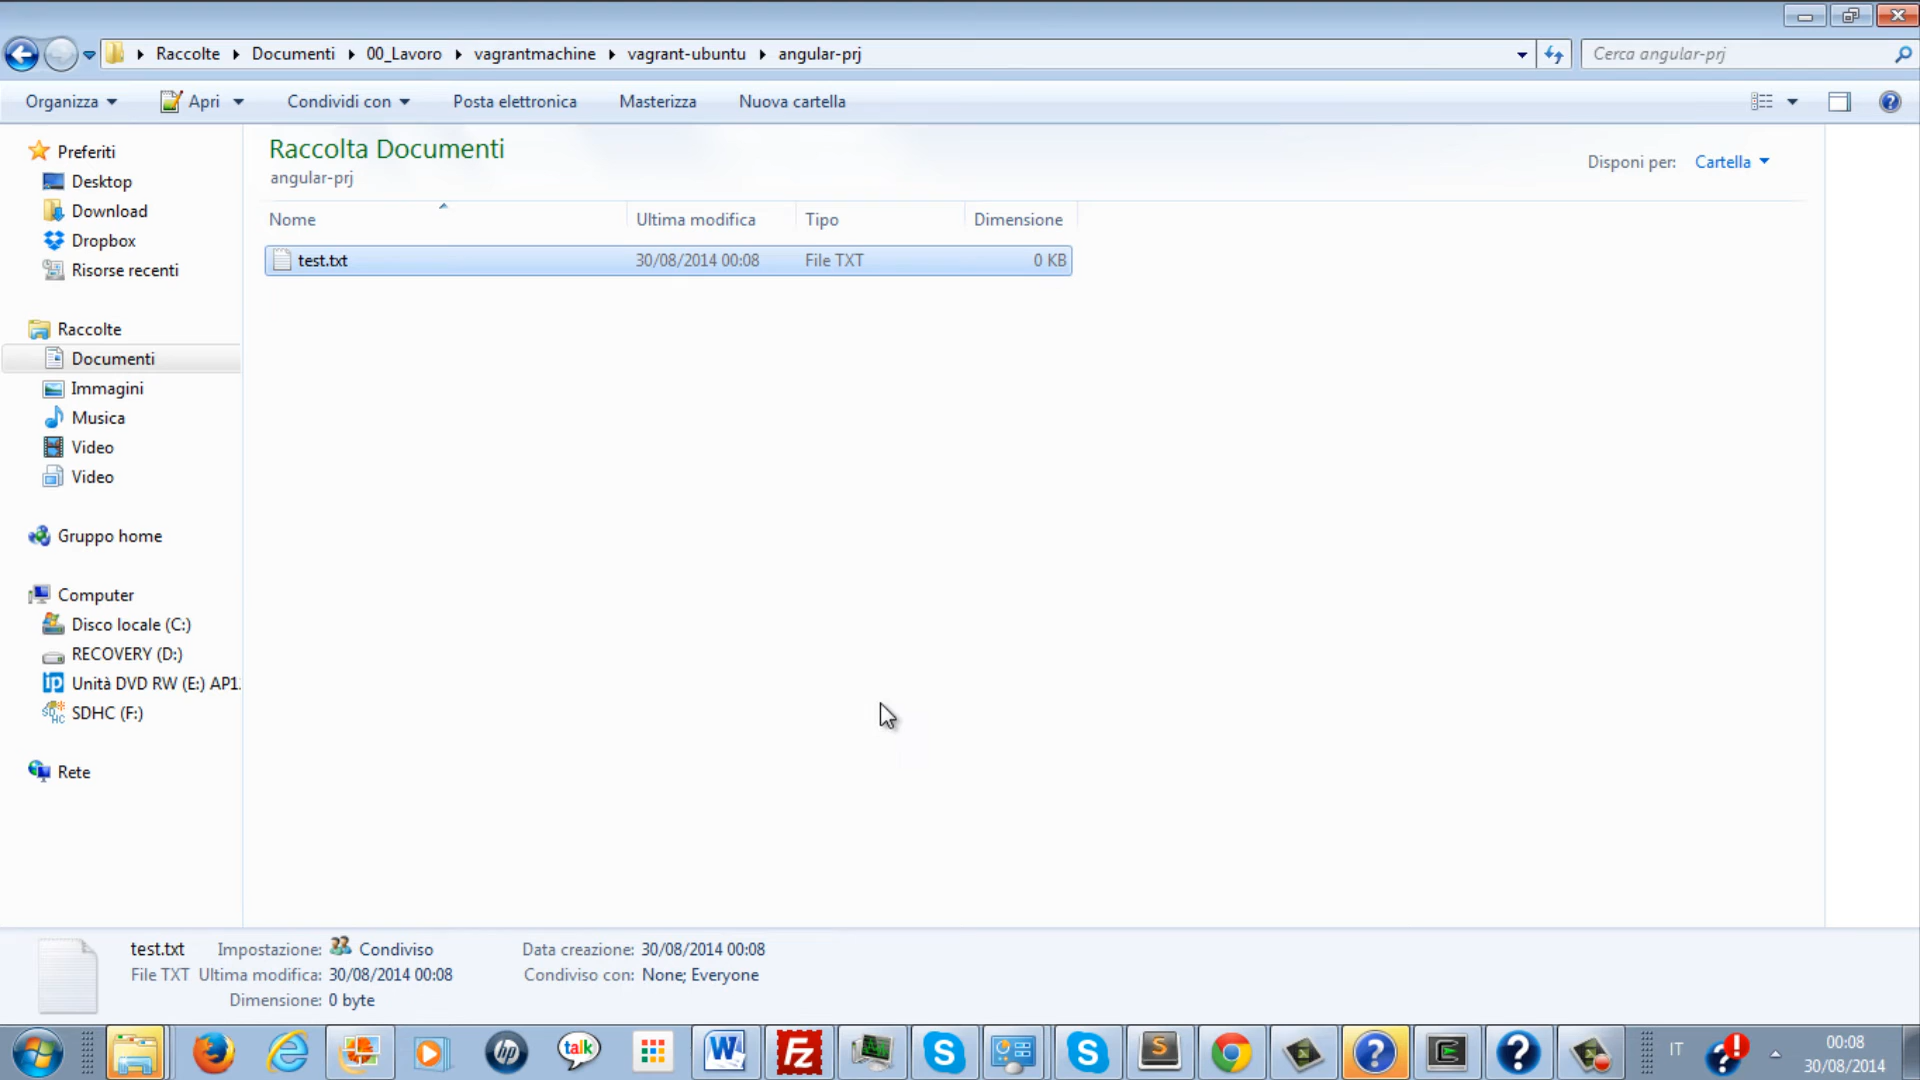 Raccolte Documenti 00_Lavoro vagrantmachine vagrant-ubuntu angular-prj
Cerca angular-prj
Organizza Apri Condividi con Posta elettronica Masterizza Nuova cartella
Preferiti
Desktop
Download
Dropbox
Risorse recenti
Raccolte
Documenti
Immagini
Musica
Video
Video
Gruppo home
Computer
Disco locale (C:)
RECOVERY (D:)
Unità DVD RW (E:) AP1
SDHC (F:)
Rete
Raccolta Documenti
angular-prj
Disponi per: Cartella
Nome Ultima modifica Tipo Dimensione
test.txt 30/08/2014 00:08 File TXT 0 KB
test.txt Impostazione: Condiviso Data creazione: 30/08/2014 00:08
File TXT Ultima modifica: 30/08/2014 00:08 Condiviso con: None; Everyone
Dimensione: 0 byte
hp talk W FZ S S S IT
00:08
30/08/2014